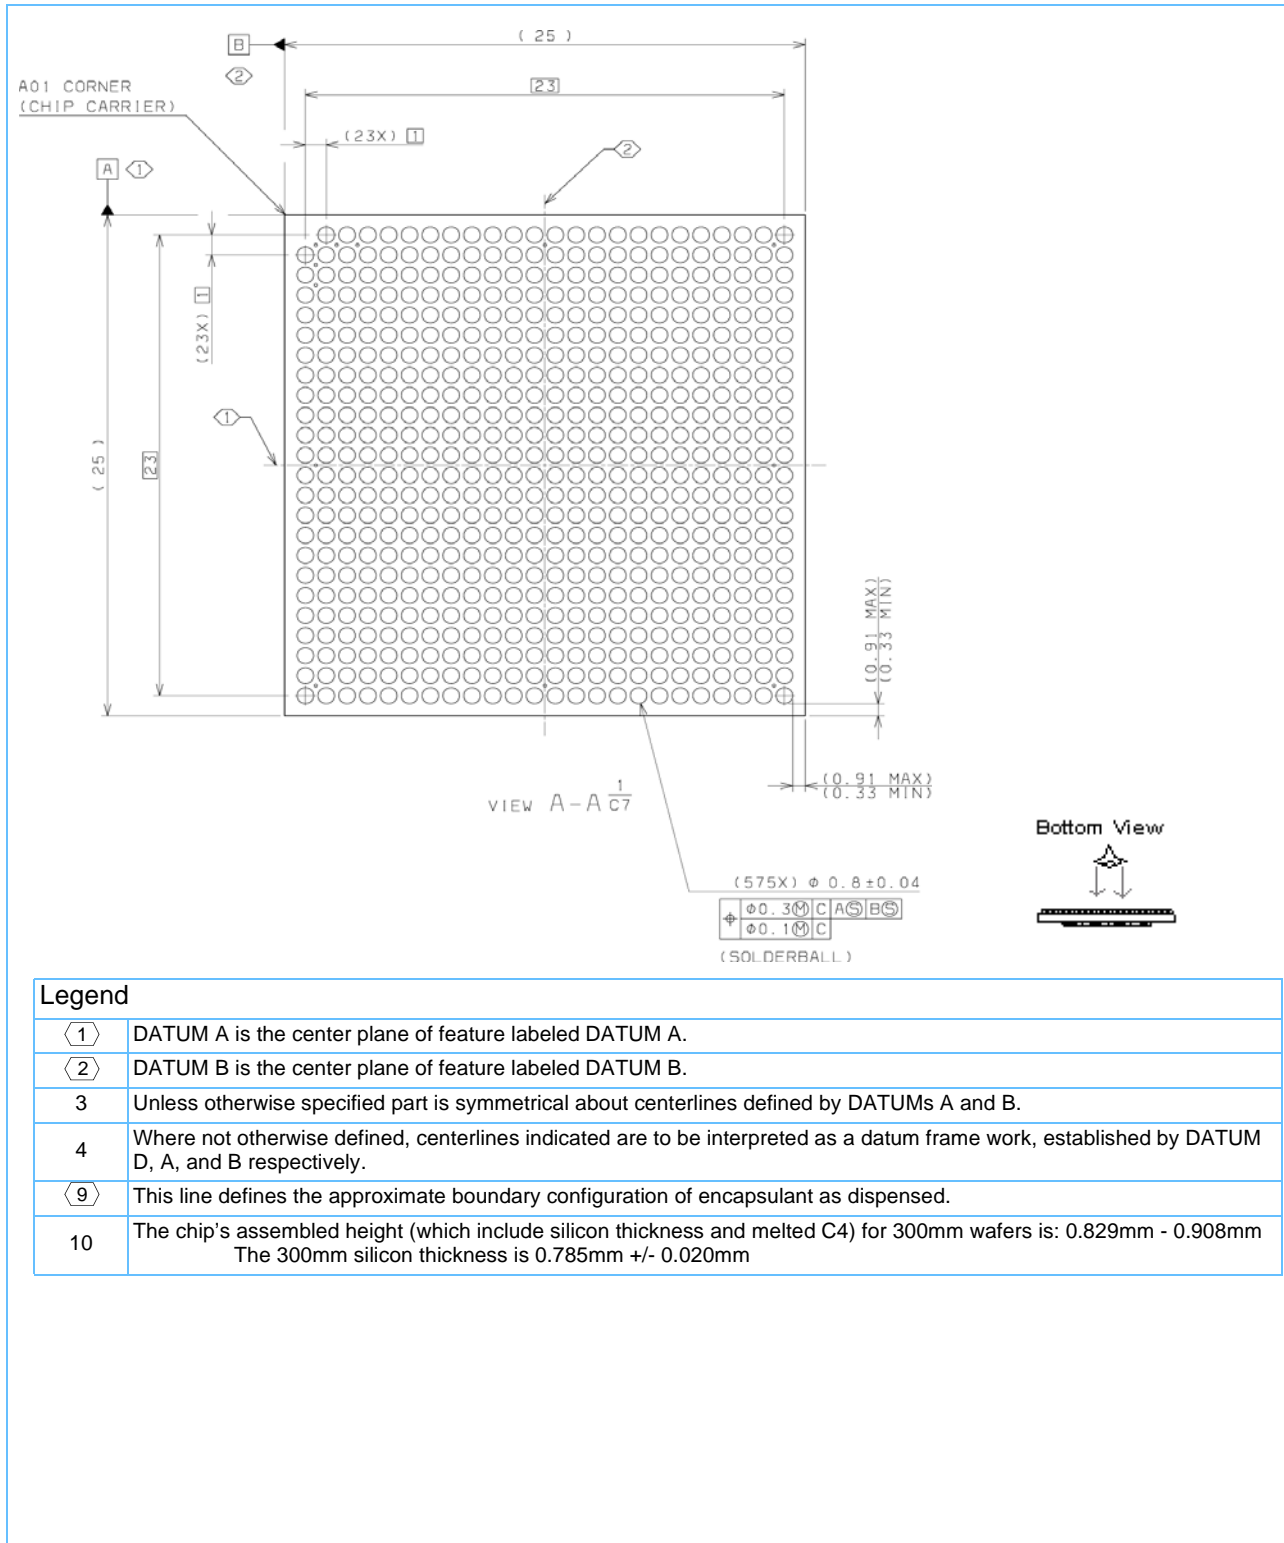 ( 25 )
B
2
23
A01 CORNER
(CHIP CARRIER)
(23X) 1
2
A 1
(23X) 1
1
( 25 )
23
(0.91 MAX)
(0.33 MIN)
(0.91 MAX)
(0.33 MIN)
VIEW A-A 1/C7
Bottom View
(575X) φ 0.8±0.04
⌖ φ0.3Ⓜ C AⓈ BⓈ
φ0.1Ⓜ C
(SOLDERBALL)
Legend
1 DATUM A is the center plane of feature labeled DATUM A.
2 DATUM B is the center plane of feature labeled DATUM B.
3 Unless otherwise specified part is symmetrical about centerlines defined by DATUMs A and B.
4 Where not otherwise defined, centerlines indicated are to be interpreted as a datum frame work, established by DATUM
D, A, and B respectively.
9 This line defines the approximate boundary configuration of encapsulant as dispensed.
10 The chip's assembled height (which include silicon thickness and melted C4) for 300mm wafers is: 0.829mm - 0.908mm
The 300mm silicon thickness is 0.785mm +/- 0.020mm